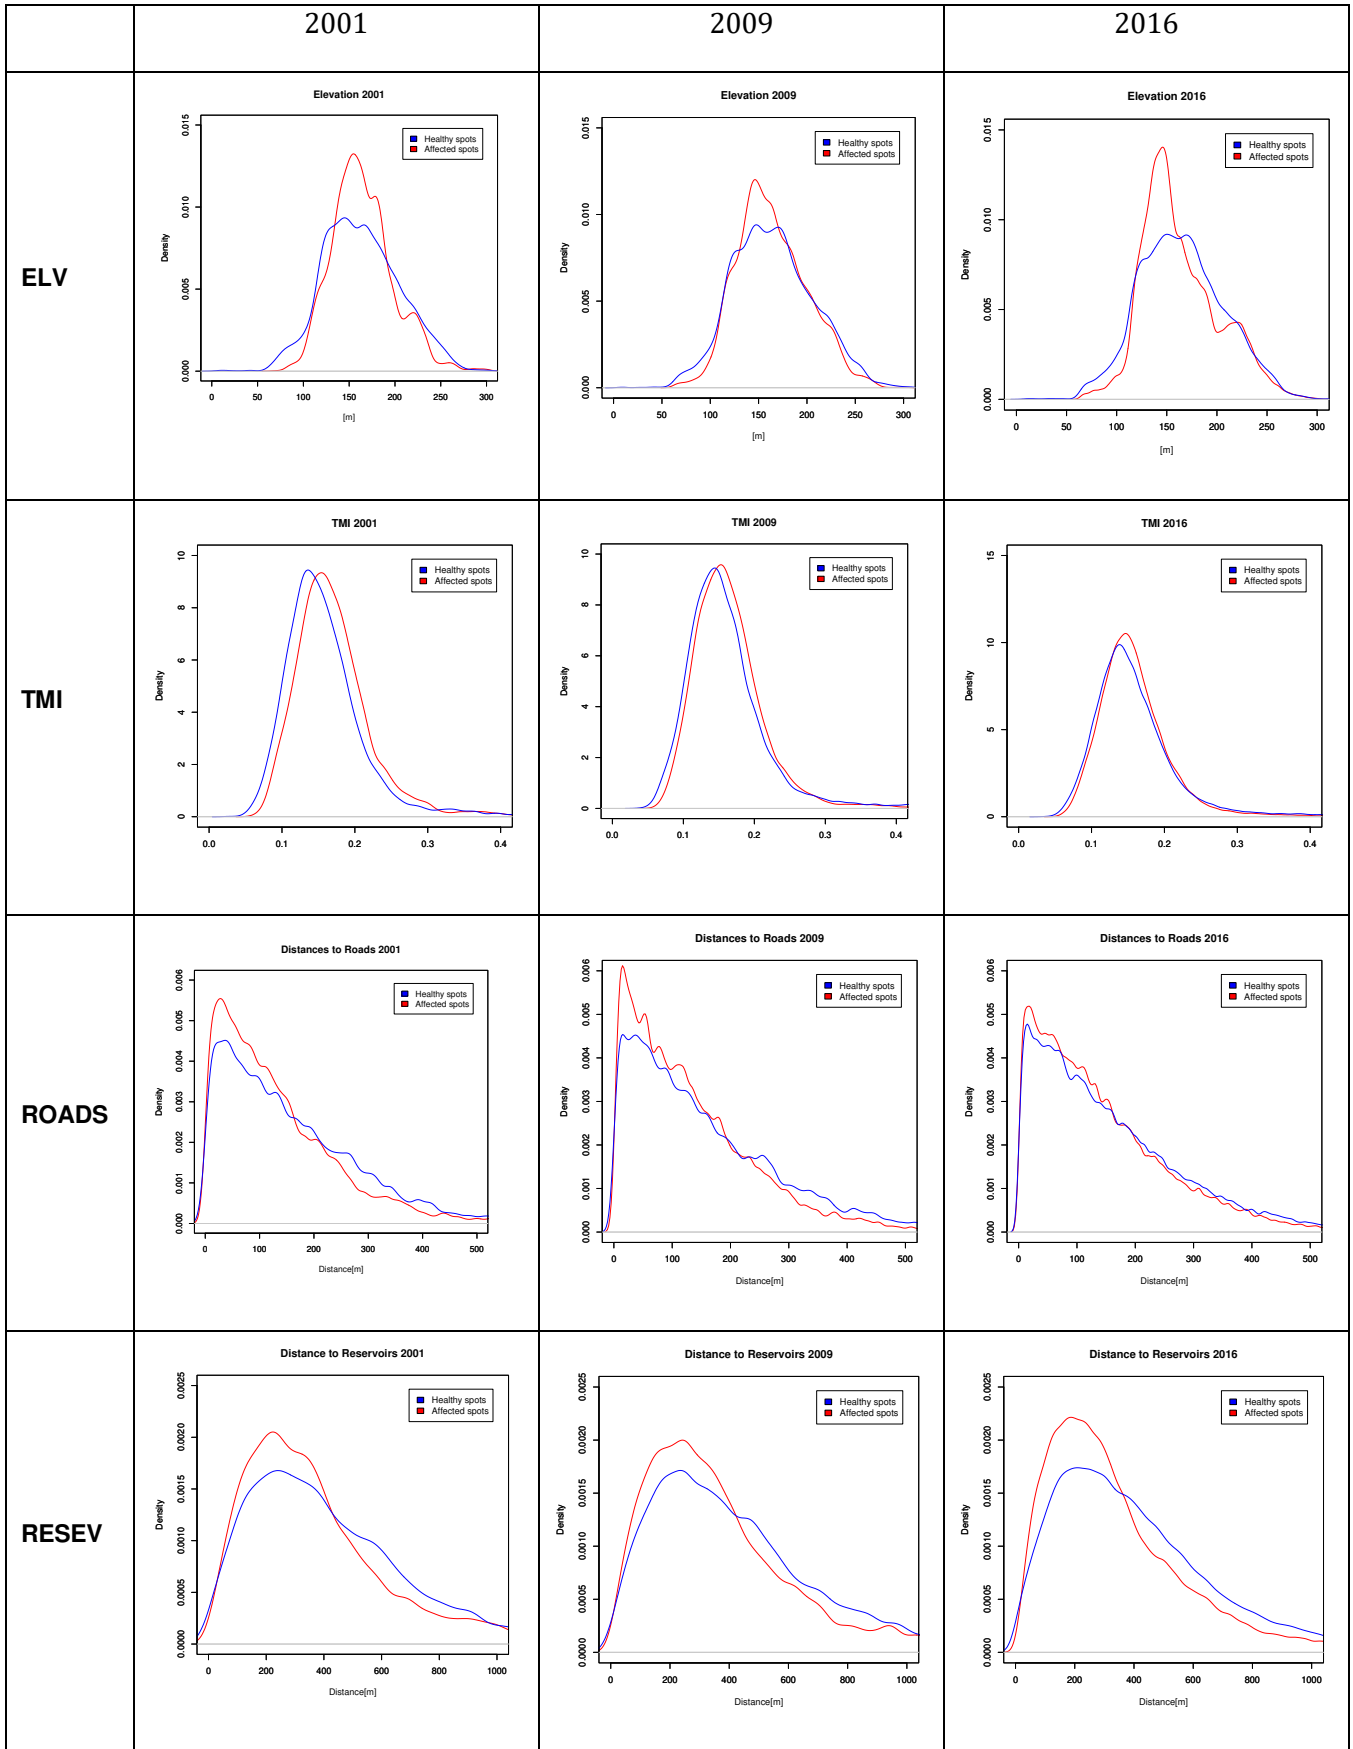 2001 2009 2016
ELV
Elevation 2001
Healthy spots
Affected spots
Density
0.000 0.005 0.010 0.015
0 50 100 150 200 250 300
[m]
Elevation 2009
Healthy spots
Affected spots
Density
0.000 0.005 0.010 0.015
0 50 100 150 200 250 300
[m]
Elevation 2016
Healthy spots
Affected spots
Density
0.000 0.005 0.010 0.015
0 50 100 150 200 250 300
[m]
TMI
TMI 2001
Healthy spots
Affected spots
Density
0 2 4 6 8 10
0.0 0.1 0.2 0.3 0.4
TMI 2009
Healthy spots
Affected spots
Density
0 2 4 6 8 10
0.0 0.1 0.2 0.3 0.4
TMI 2016
Healthy spots
Affected spots
Density
0 5 10 15
0.0 0.1 0.2 0.3 0.4
ROADS
Distances to Roads 2001
Healthy spots
Affected spots
Density
0.000 0.001 0.002 0.003 0.004 0.005 0.006
0 100 200 300 400 500
Distance[m]
Distances to Roads 2009
Healthy spots
Affected spots
Density
0.000 0.001 0.002 0.003 0.004 0.005 0.006
0 100 200 300 400 500
Distance[m]
Distances to Roads 2016
Healthy spots
Affected spots
Density
0.000 0.001 0.002 0.003 0.004 0.005 0.006
0 100 200 300 400 500
Distance[m]
RESEV
Distance to Reservoirs 2001
Healthy spots
Affected spots
Density
0.0000 0.0005 0.0010 0.0015 0.0020 0.0025
0 200 400 600 800 1000
Distance[m]
Distance to Reservoirs 2009
Healthy spots
Affected spots
Density
0.0000 0.0005 0.0010 0.0015 0.0020 0.0025
0 200 400 600 800 1000
Distance[m]
Distance to Reservoirs 2016
Healthy spots
Affected spots
Density
0.0000 0.0005 0.0010 0.0015 0.0020 0.0025
0 200 400 600 800 1000
Distance[m]